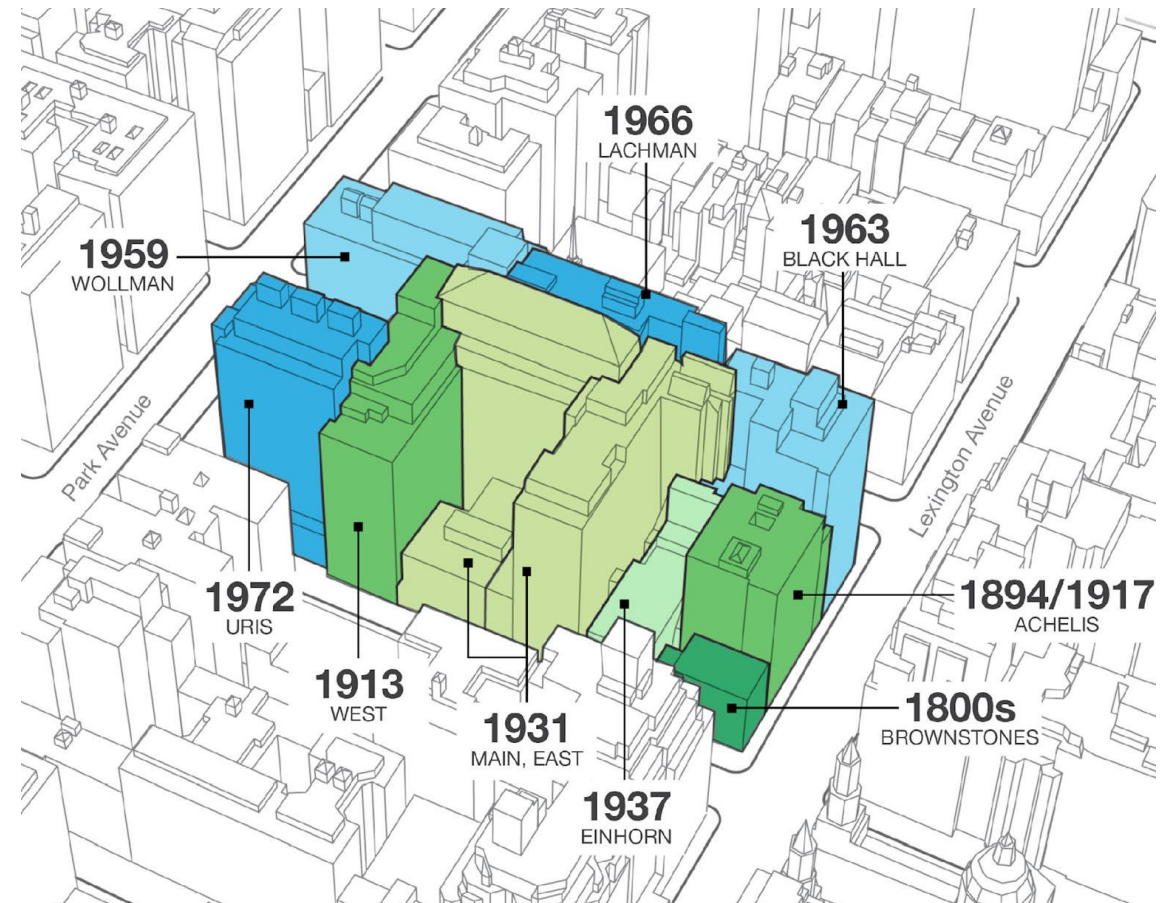 1966
LACHMAN
1963
BLACK HALL
1959
WOLLMAN
Park Avenue
Lexington Avenue
1972
URIS
1894/1917
ACHELIS
1913
WEST
1931
MAIN, EAST
1800s
BROWNSTONES
1937
EINHORN